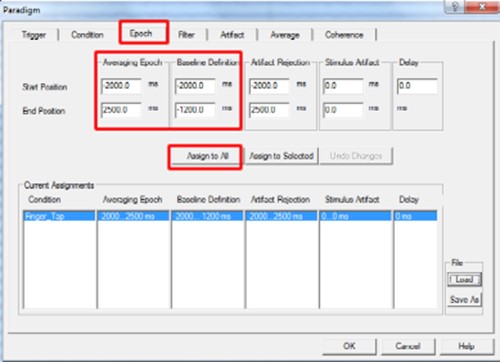 Paradigm
Trigger Condition Epoch Filter Artifact Average Coherence
Averaging Epoch Baseline Definition Artifact Rejection Stimulus Artifact Delay
Start Position -2000.0 ms -2000.0 ms -2000.0 ms 0.0 ms 0.0 ms
End Position 2500.0 ms -1200.0 ms 2500.0 ms 0.0 ms
Assign to All Assign to Selected Undo Changes
Current Assignments
Condition Averaging Epoch Baseline Definition Artifact Rejection Stimulus Artifact Delay
Finger_Tap -2000...2500 ms -2000...-1200 ms -2000...2500 ms 0...0 ms 0 ms
File
Load
Save As
OK Cancel Help